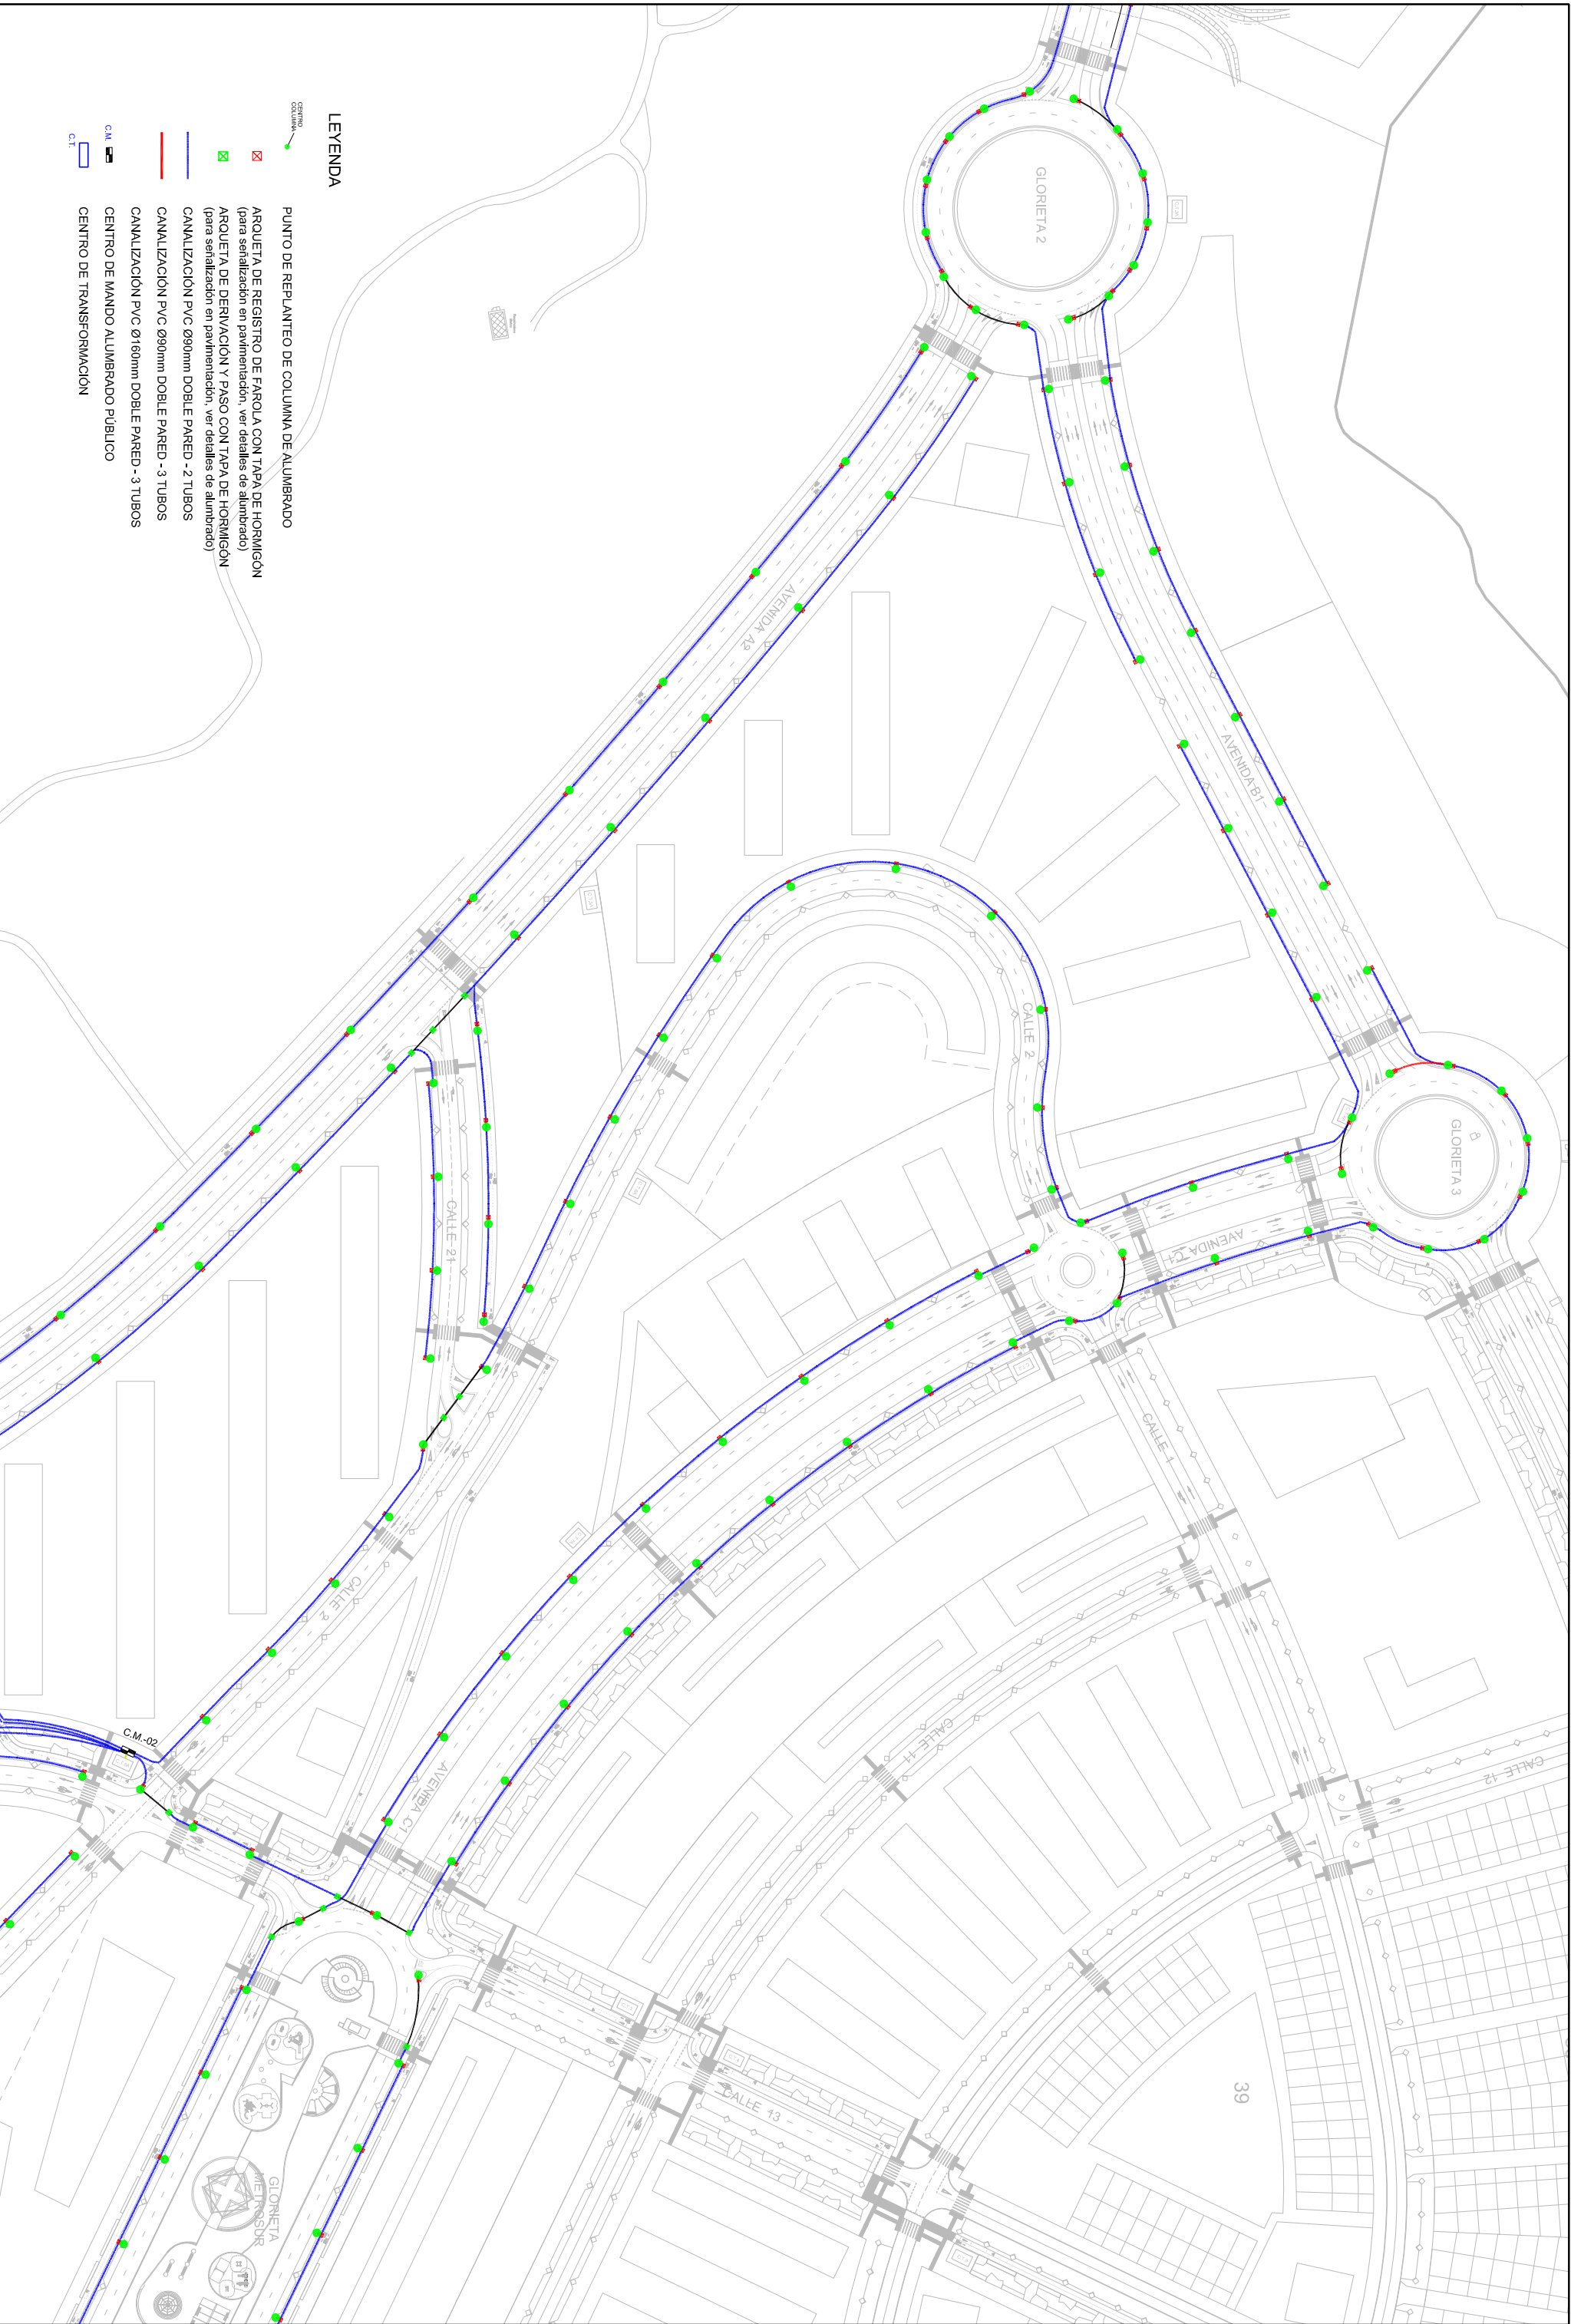 LEYENDA
CENTRO
COLUMNA
PUNTO DE REPLANTEO DE COLUMNA DE ALUMBRADO
ARQUETA DE REGISTRO DE FAROLA CON TAPA DE HORMIGÓN
(para señalización en pavimentación, ver detalles de alumbrado)
ARQUETA DE DERIVACIÓN Y PASO CON TAPA DE HORMIGÓN
(para señalización en pavimentación, ver detalles de alumbrado)
CANALIZACIÓN PVC Ø90mm DOBLE PARED - 2 TUBOS
CANALIZACIÓN PVC Ø90mm DOBLE PARED - 3 TUBOS
CANALIZACIÓN PVC Ø160mm DOBLE PARED - 3 TUBOS
C.M.
CENTRO DE MANDO ALUMBRADO PÚBLICO
C.T.
CENTRO DE TRANSFORMACIÓN
GLORIETA 2
AVENIDA A2
AVENIDA B1
GLORIETA 3
CALLE 2
AVENIDA C1
CALLE 21
CALLE 1
CALLE 2
AVENIDA C1
CALLE 11
CALLE 12
C.M.-02
CALLE 13
39
GLORIETA
METROSUR